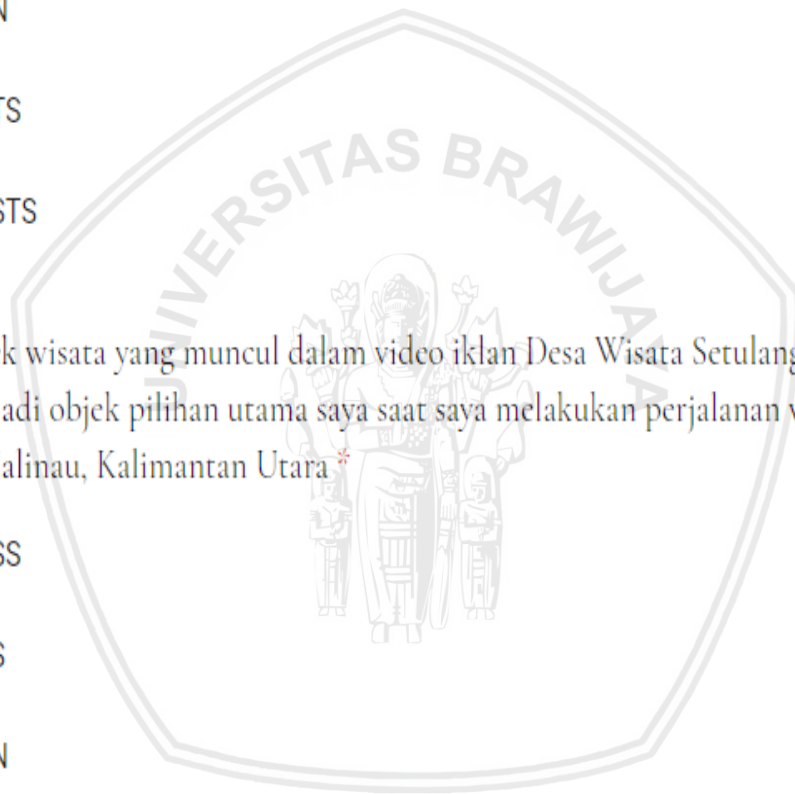 N
TS
STS
UNIVERSITAS BRAWIJAYA
k wisata yang muncul dalam video iklan Desa Wisata Setulang
adi objek pilihan utama saya saat saya melakukan perjalanan
alinau, Kalimantan Utara *
SS
S
N